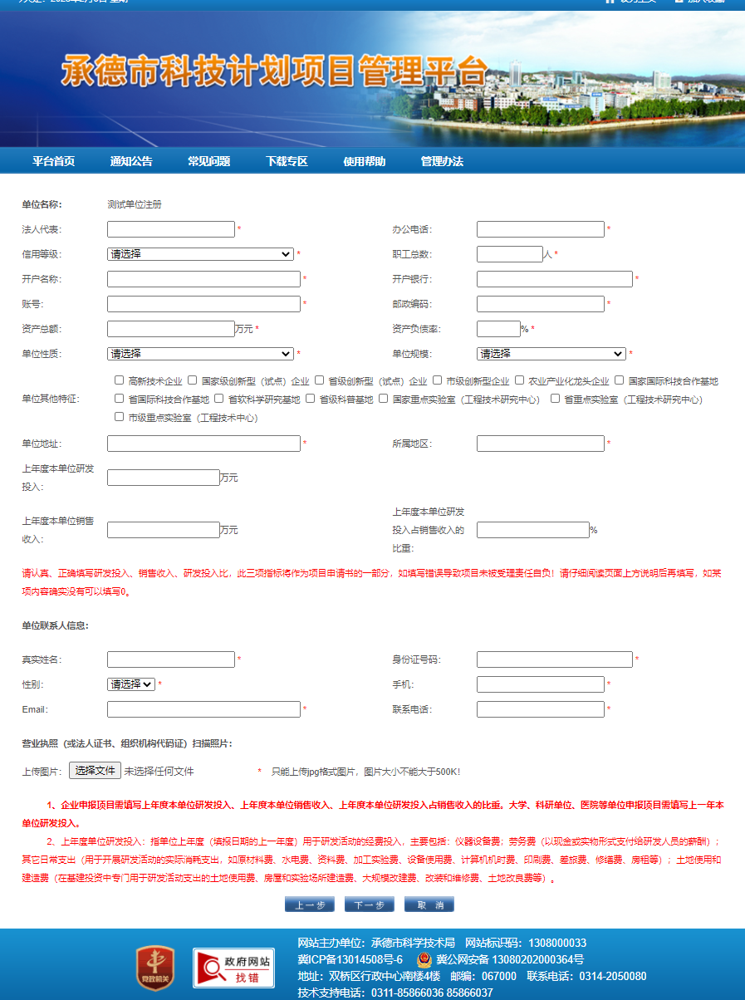 承德市科技计划项目管理平台
平台首页 通知公告 常见问题 下载专区 使用帮助 管理办法
单位名称： 测试单位注册
法人代表： * 办公电话： *
信用等级： 请选择 * 职工总数： 人 *
开户名称： * 开户银行： *
账号： * 邮政编码： *
资产总额： 万元 * 资产负债率： % *
单位性质： 请选择 * 单位规模： 请选择 *
高新技术企业 国家级创新型（试点）企业 省级创新型（试点）企业 市级创新型企业 农业产业化龙头企业 国家国际科技合作基地
单位其他特征： 省国际科技合作基地 省软科学研究基地 省级科普基地 国家重点实验室（工程技术研究中心） 省重点实验室（工程技术研究中心）
市级重点实验室（工程技术中心）
单位地址： * 所属地区： *
上年度本单位研发
投入： 万元
上年度本单位销售
收入： 万元
上年度本单位研发
投入占销售收入的
比重： %
请认真、正确填写研发投入、销售收入、研发投入比，此三项指标将作为项目申请书的一部分，如填写错误导致项目未被受理责任自负！请仔细阅读页面上方说明后再填写，如某
项内容确实没有可以填写0。
单位联系人信息：
真实姓名： * 身份证号码： *
性别： 请选择 * 手机： *
Email： * 联系电话： *
营业执照（或法人证书、组织机构代码证）扫描照片：
上传图片： 选择文件 未选择任何文件 * 只能上传jpg格式图片，图片大小不能大于500K！
1、企业申报项目需填写上年度本单位研发投入、上年度本单位销售收入、上年度本单位研发投入占销售收入的比重。大学、科研单位、医院等单位申报项目需填写上一年本
单位研发投入。
2、上年度单位研发投入：指单位上年度（填报日期的上一年度）用于研发活动的经费投入，主要包括：仪器设备费；劳务费（以现金或实物形式支付给研发人员的薪酬）；
其它日常支出（用于开展研发活动的实际消耗支出，如原材料费、水电费、资料费、加工实验费、设备使用费、计算机机时费、印刷费、差旅费、修缮费、房租等）；土地使用和
建造费（在基建投资中专门用于研发活动支出的土地使用费、房屋和实验场所建造费、大规模改建费、改装和维修费、土地改良费等）。
上一步 下一步 取 消
党政机关
政府网站
找错
网站主办单位：承德市科学技术局 网站标识码：1308000033
冀ICP备13014508号-6 冀公网安备 13080202000364号
地址：双桥区行政中心南楼4楼 邮编：067000 联系电话：0314-2050080
技术支持电话：0311-85866036 85866037